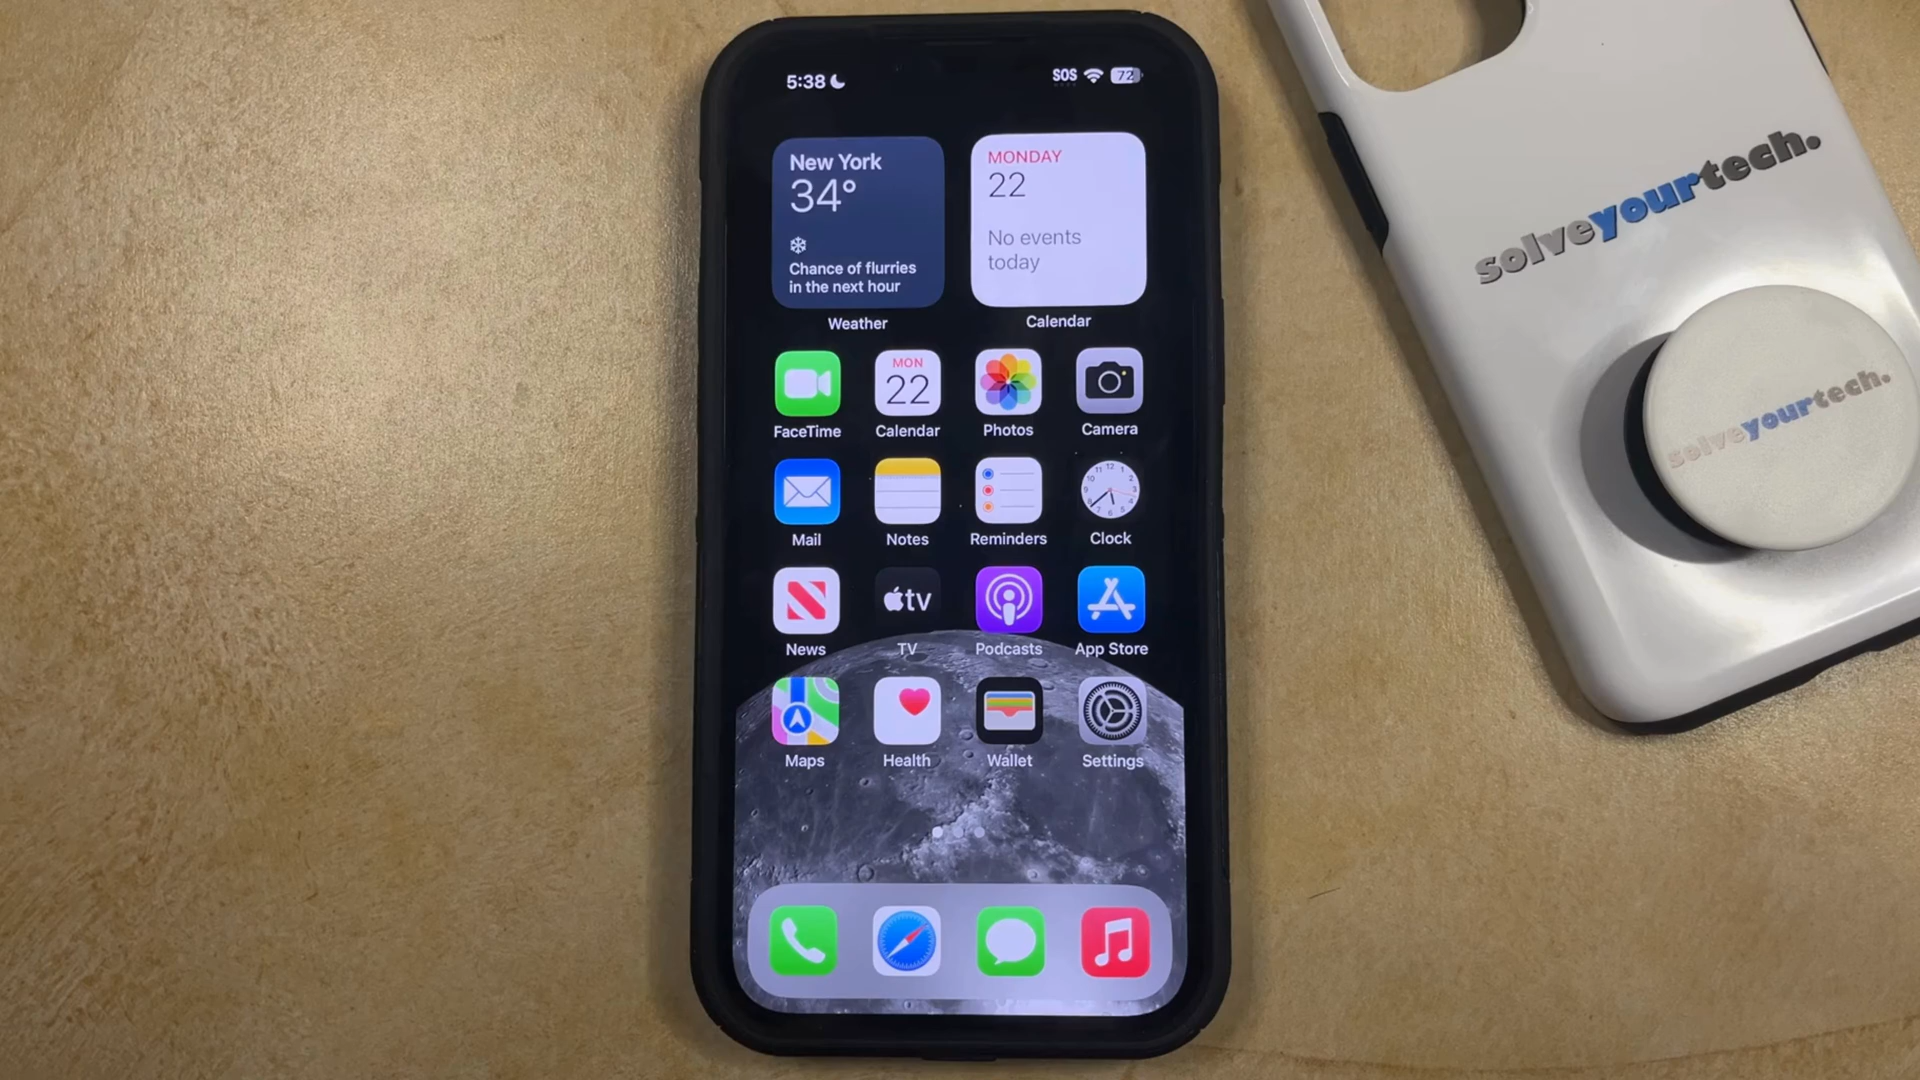 5:38
SOS
72
New York
34°
Chance of flurries
in the next hour
Weather
MONDAY
22
No events
today
Calendar
MON
22
FaceTime
Calendar
Photos
Camera
Mail
Notes
Reminders
Clock
tv
News
TV
Podcasts
App Store
Maps
Health
Wallet
Settings
solveyourtech.
solveyourtech.